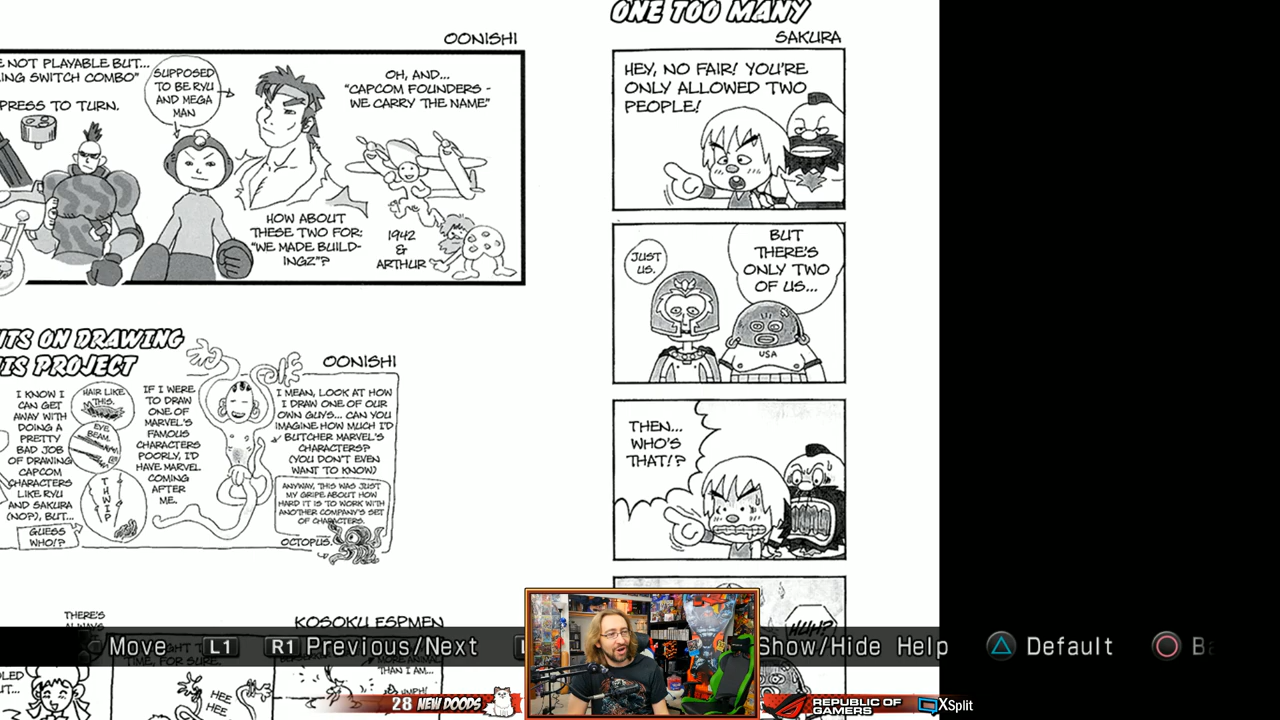 OONISHI
E NOT PLAYABLE BUT...
ING SWITCH COMBO"
PRESS TO TURN.
SUPPOSED
TO BE RYU
AND MEGA
MAN
OH, AND...
"CAPCOM FOUNDERS -
WE CARRY THE NAME"
HOW ABOUT
THESE TWO FOR:
"WE MADE BUILD-
INGZ"?
1942
&
ARTHUR
ONE TOO MANY
SAKURA
HEY, NO FAIR! YOU'RE
ONLY ALLOWED TWO
PEOPLE!
JUST
US.
BUT
THERE'S
ONLY TWO
OF US...
USA
THEN...
WHO'S
THAT!?
HUH?
NTS ON DRAWING
IS PROJECT
OONISHI
I KNOW I
CAN GET
AWAY WITH
DOING A
PRETTY
BAD JOB
OF DRAWING
CAPCOM
CHARACTERS
LIKE RYU
AND SAKURA
(NO?), BUT...
GUESS
WHO!?
HAIR LIKE
THIS.
EYE
BEAM.
THWIP
IF I WERE
TO DRAW
ONE OF
MARVEL'S
FAMOUS
CHARACTERS
POORLY, I'D
HAVE MARVEL
COMING
AFTER
ME.
I MEAN, LOOK AT HOW
I DRAW ONE OF OUR
OWN GUYS... CAN YOU
IMAGINE HOW MUCH I'D
BUTCHER MARVEL'S
CHARACTERS?
(YOU DON'T EVEN
WANT TO KNOW)
ANYWAY, THIS WAS JUST
MY GRIPE ABOUT HOW
HARD IT IS TO WORK WITH
ANOTHER COMPANY'S SET
OF CHARACTERS.
OCTOPUS.
THERE'S
KOSOKU ESPMEN
TIME, FOR SURE.
MORE ANIMAL
THAN I AM...
HEE
HEE
Move L1 R1 Previous/Next Show/Hide Help Default
28 NEW DOODS
REPUBLIC OF
GAMERS
XSplit